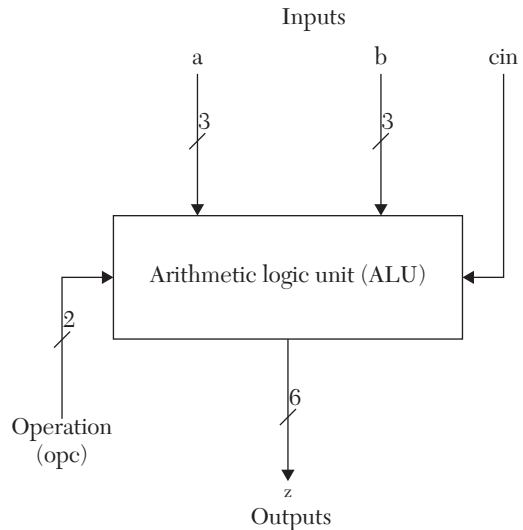 Inputs
a b cin
3 3
Arithmetic logic unit (ALU)
2
6
Operation
(opc)
z
Outputs